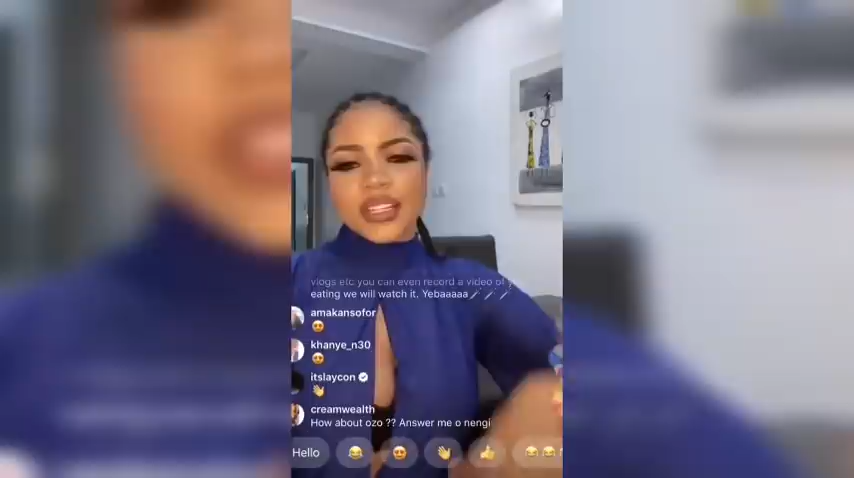 vlogs etc you can even record a video of
eating we will watch it. Yebaaaaa
amakansofor
😍
khanye_n30
😍
itslaycon
👋
creamwealth
How about ozo ?? Answer me o nengi
Hello